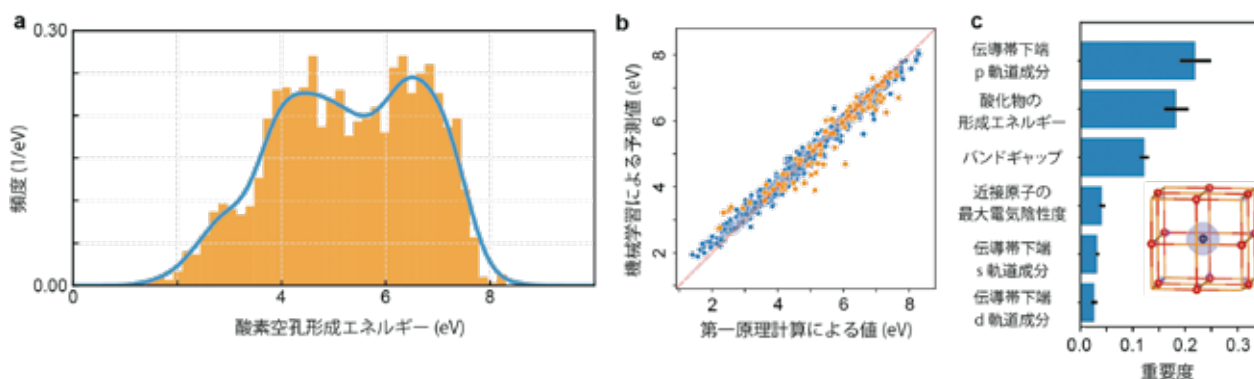 a
0.30
0.00
頻度 (1/eV)
0
2
4
6
8
酸素空孔形成エネルギー (eV)
b
8
6
4
2
機械学習による予測値 (eV)
2
4
6
8
第一原理計算による値 (eV)
c
伝導帯下端
p 軌道成分
酸化物の
形成エネルギー
バンドギャップ
近接原子の
最大電気陰性度
伝導帯下端
s 軌道成分
伝導帯下端
d 軌道成分
0.0
0.1
0.2
0.3
重要度